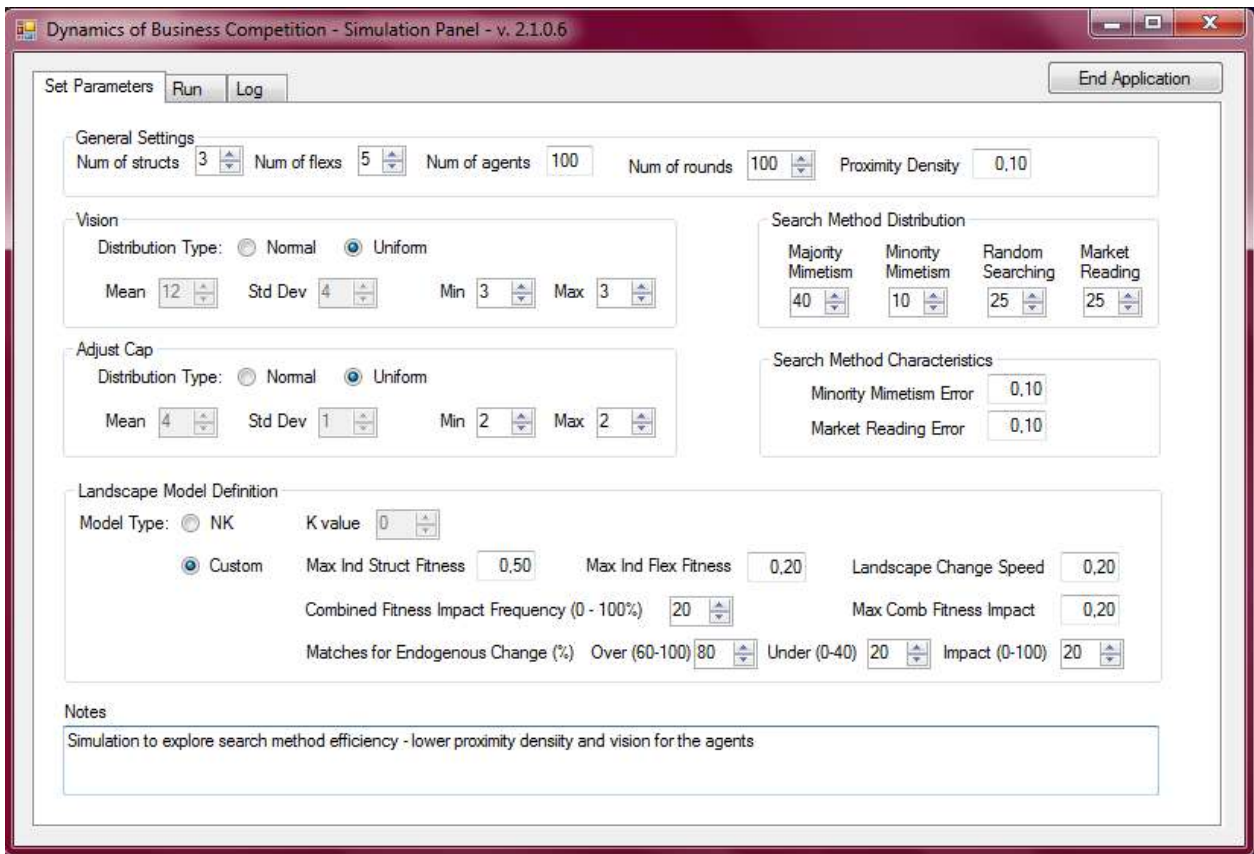 Dynamics of Business Competition - Simulation Panel - v. 2.1.0.6
Set Parameters Run Log End Application
General Settings
Num of structs 3 Num of flexs 5 Num of agents 100 Num of rounds 100 Proximity Density 0,10
Vision
Distribution Type: Normal Uniform
Mean 12 Std Dev 4 Min 3 Max 3
Search Method Distribution
Majority Mimetism Minority Mimetism Random Searching Market Reading
40 10 25 25
Adjust Cap
Distribution Type: Normal Uniform
Mean 4 Std Dev 1 Min 2 Max 2
Search Method Characteristics
Minority Mimetism Error 0,10
Market Reading Error 0,10
Landscape Model Definition
Model Type: NK K value 0
Custom Max Ind Struct Fitness 0,50 Max Ind Flex Fitness 0,20 Landscape Change Speed 0,20
Combined Fitness Impact Frequency (0 - 100%) 20 Max Comb Fitness Impact 0,20
Matches for Endogenous Change (%) Over (60-100) 80 Under (0-40) 20 Impact (0-100) 20
Notes
Simulation to explore search method efficiency - lower proximity densiity and vision for the agents